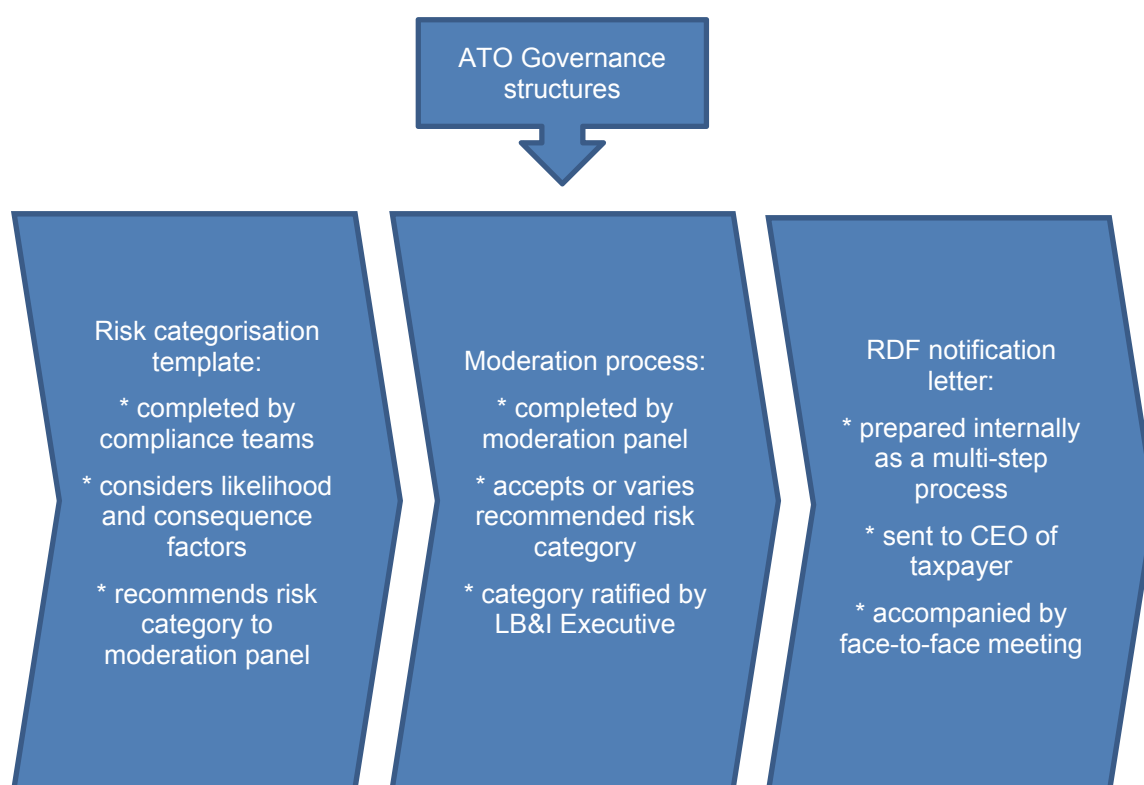 ATO Governance
structures
Risk categorisation
template:
* completed by
compliance teams
* considers likelihood
and consequence
factors
* recommends risk
category to
moderation panel
Moderation process:
* completed by
moderation panel
* accepts or varies
recommended risk
category
* category ratified by
LB&I Executive
RDF notification
letter:
* prepared internally
as a multi-step
process
* sent to CEO of
taxpayer
* accompanied by
face-to-face meeting